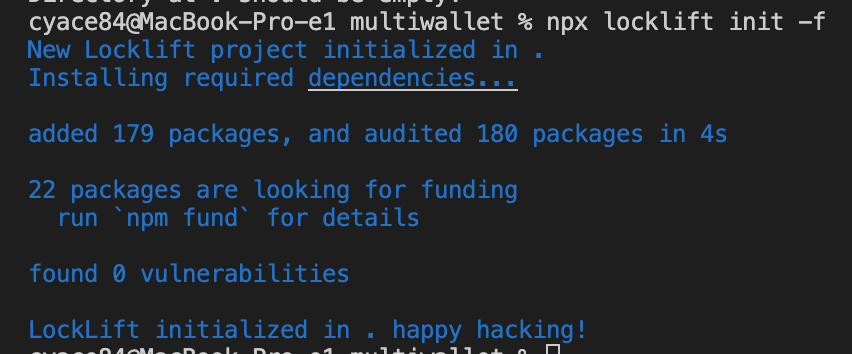 Directory at . should be empty.
cyace84@MacBook-Pro-e1 multiwallet % npx locklift init -f
New Locklift project initialized in .
Installing required dependencies...
added 179 packages, and audited 180 packages in 4s
22 packages are looking for funding
run `npm fund` for details
found 0 vulnerabilities
LockLift initialized in . happy hacking!
cyace84@MacBook-Pro-e1 multiwallet %